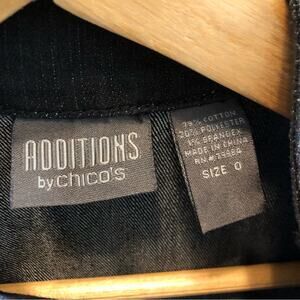 ADDITIONS
by chico's
79% COTTON
20% POLYESTER
1% SPANDEX
MADE IN CHINA
SIZE 0